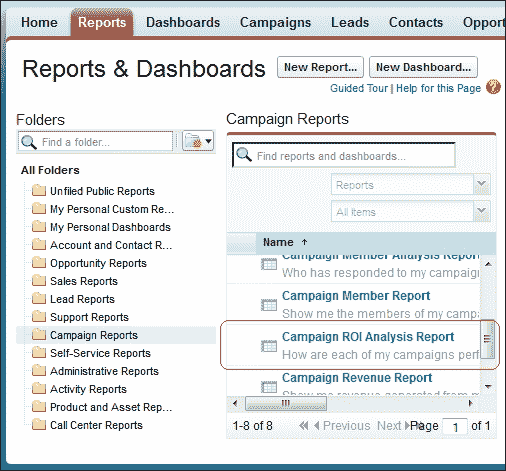 Home Reports Dashboards Campaigns Leads Contacts Opport
Reports & Dashboards New Report... New Dashboard...
Guided Tour | Help for this Page ?
Folders
Find a folder...
All Folders
Unfiled Public Reports
My Personal Custom Re...
My Personal Dashboards
Account and Contact R...
Opportunity Reports
Sales Reports
Lead Reports
Support Reports
Campaign Reports
Self-Service Reports
Administrative Reports
Activity Reports
Product and Asset Rep...
Call Center Reports
Campaign Reports
Find reports and dashboards...
Reports
All Items
Name ↑
Campaign Member Analysis Report
Who has responded to my campaig
Campaign Member Report
Show me the members of my campa
Campaign ROI Analysis Report
How are each of my campaigns perf
Campaign Revenue Report
Show me revenue generated from m
1-8 of 8 Previous Next Page 1 of 1